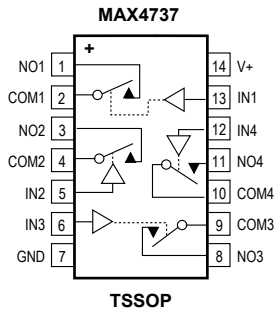 MAX4737
+
NO1 1 14 V+
COM1 2 13 IN1
NO2 3 12 IN4
COM2 4 11 NO4
IN2 5 10 COM4
IN3 6 9 COM3
GND 7 8 NO3
TSSOP